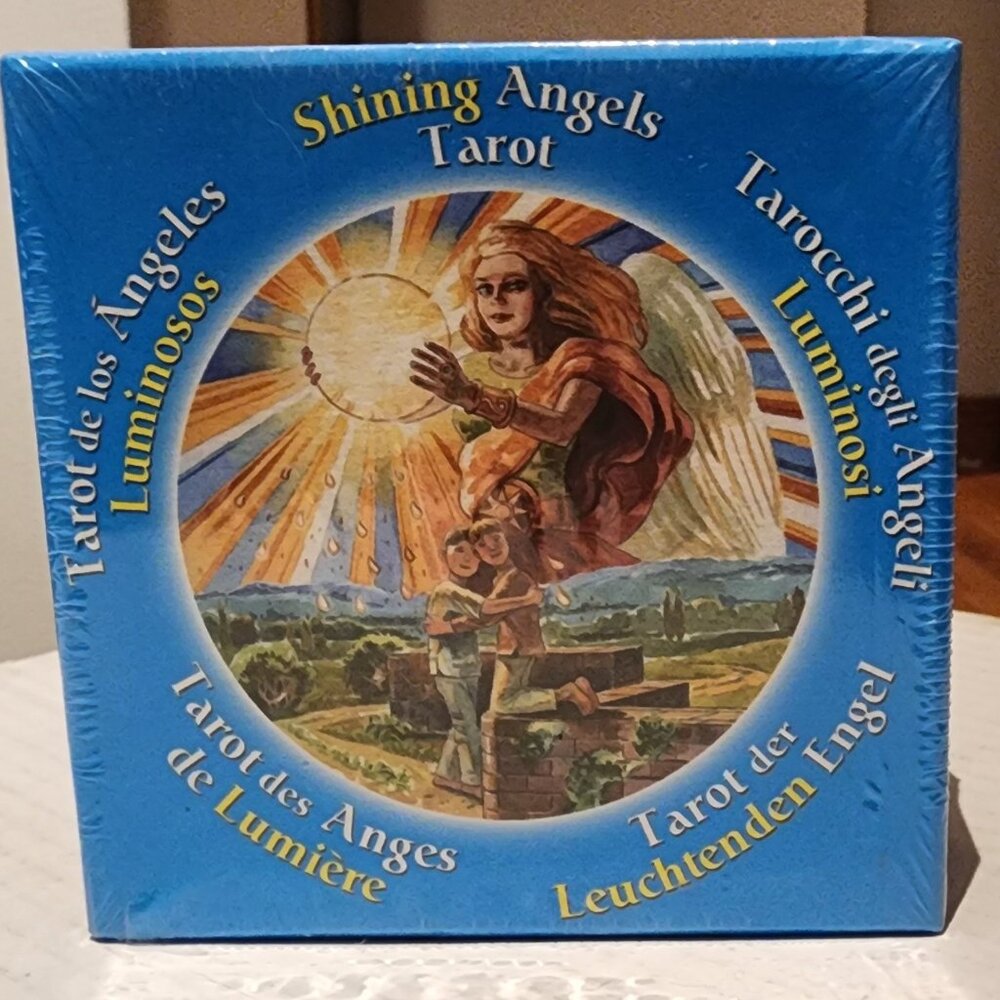 Shining Angels
Tarot
Tarocchi degli Angeli
Luminosi
Tarot der
Leuchtenden Engel
Tarot des Anges
de Lumière
Tarot de los Ángeles
Luminosos